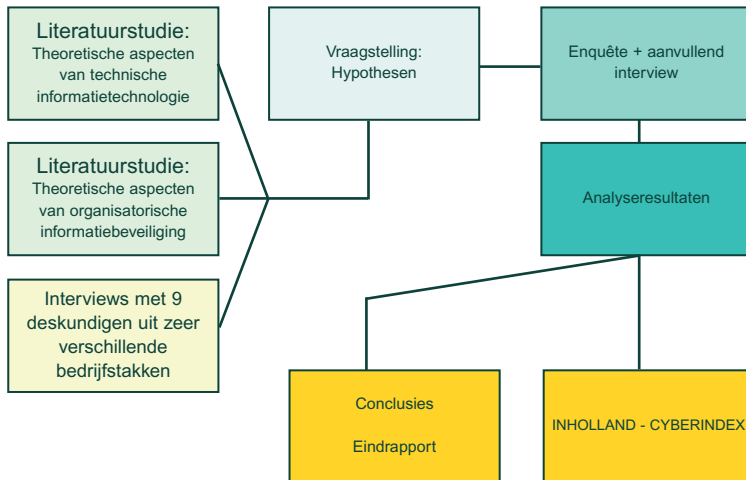 Literatuurstudie:
Theoretische aspecten
van technische
informatietechnologie
Literatuurstudie:
Theoretische aspecten
van organisatorische
informatiebeveiliging
Interviews met 9
deskundigen uit zeer
verschillende
bedrijfstakken
Vraagstelling:
Hypothesen
Enquête + aanvullend
interview
Analyseresultaten
Conclusies
Eindrapport
INHOLLAND - CYBERINDEX